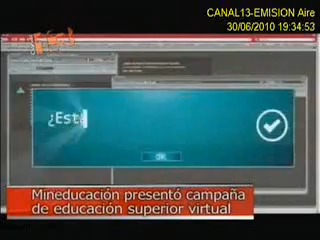 CANAL13-EMISION Aire
30/06/2010 19:34:53
¿Est
OK
Mineducación presentó campaña
de educación superior virtual